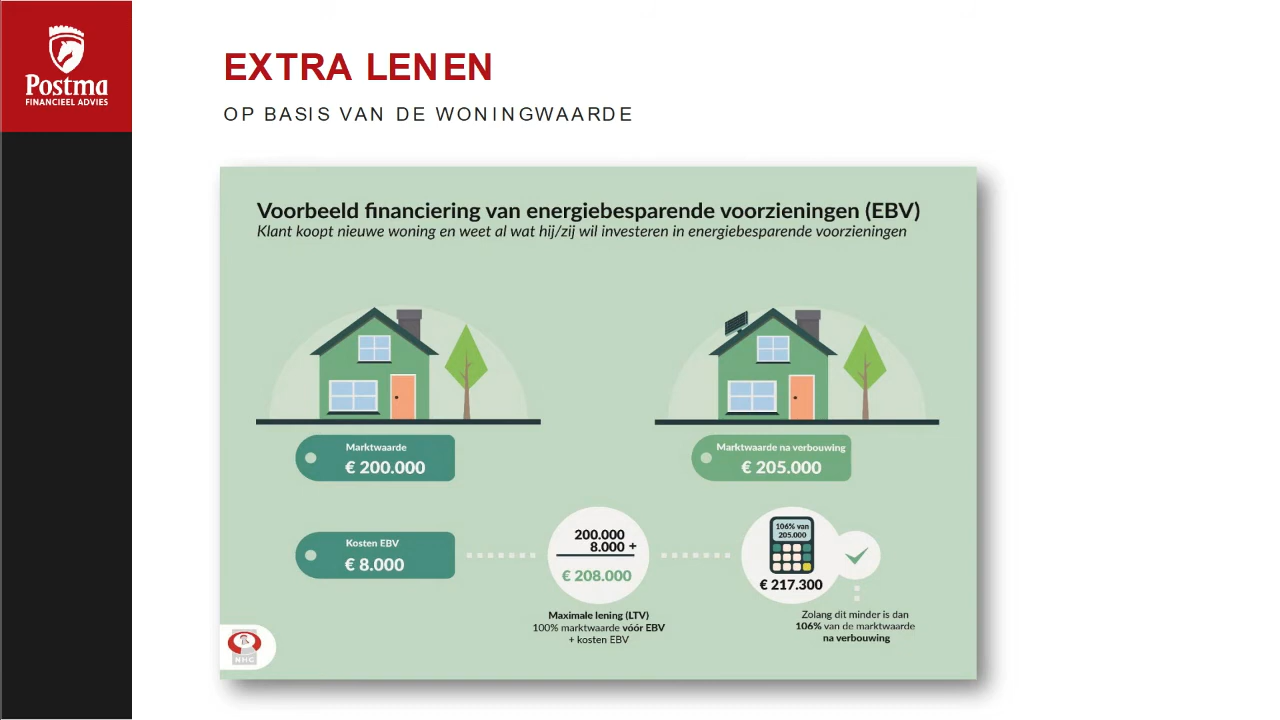 Postma
FINANCIEEL ADVIES
EXTRA LENEN
OP BASIS VAN DE WONINGWAARDE
Voorbeeld financiering van energiebesparende voorzieningen (EBV)
Klant koopt nieuwe woning en weet al wat hij/zij wil investeren in energiebesparende voorzieningen
Marktwaarde
€ 200.000
Marktwaarde na verbouwing
€ 205.000
Kosten EBV
€ 8.000
200.000
8.000 +
€ 208.000
Maximale lening (LTV)
100% marktwaarde vóór EBV
+ kosten EBV
106% van
205.000
€ 217.300
Zolang dit minder is dan
106% van de marktwaarde
na verbouwing
NHG